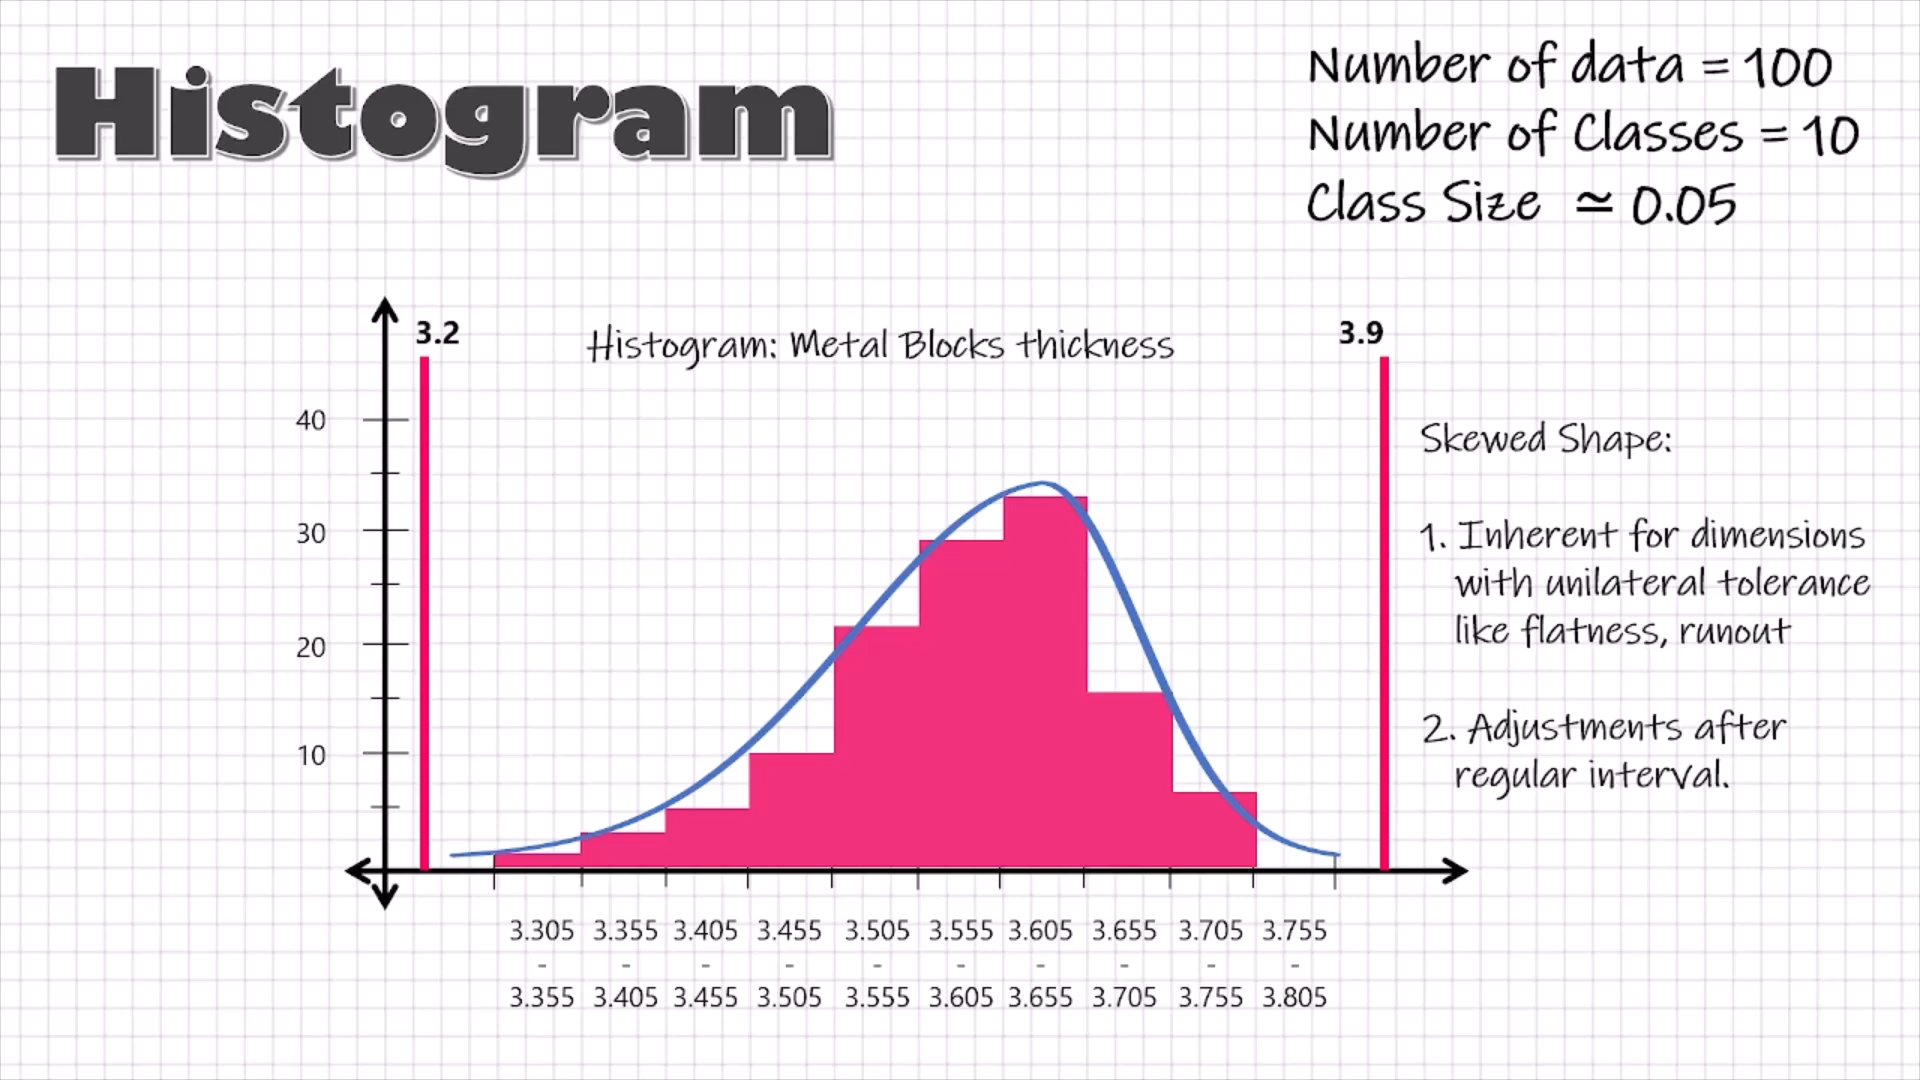 Histogram
Number of data = 100
Number of Classes = 10
Class Size ≃ 0.05
3.2
Histogram: Metal Blocks thickness
3.9
40
30
20
10
Skewed Shape:
1. Inherent for dimensions
with unilateral tolerance
like flatness, runout
2. Adjustments after
regular interval.
3.305 3.355 3.405 3.455 3.505 3.555 3.605 3.655 3.705 3.755
- - - - - - - - - -
3.355 3.405 3.455 3.505 3.555 3.605 3.655 3.705 3.755 3.805